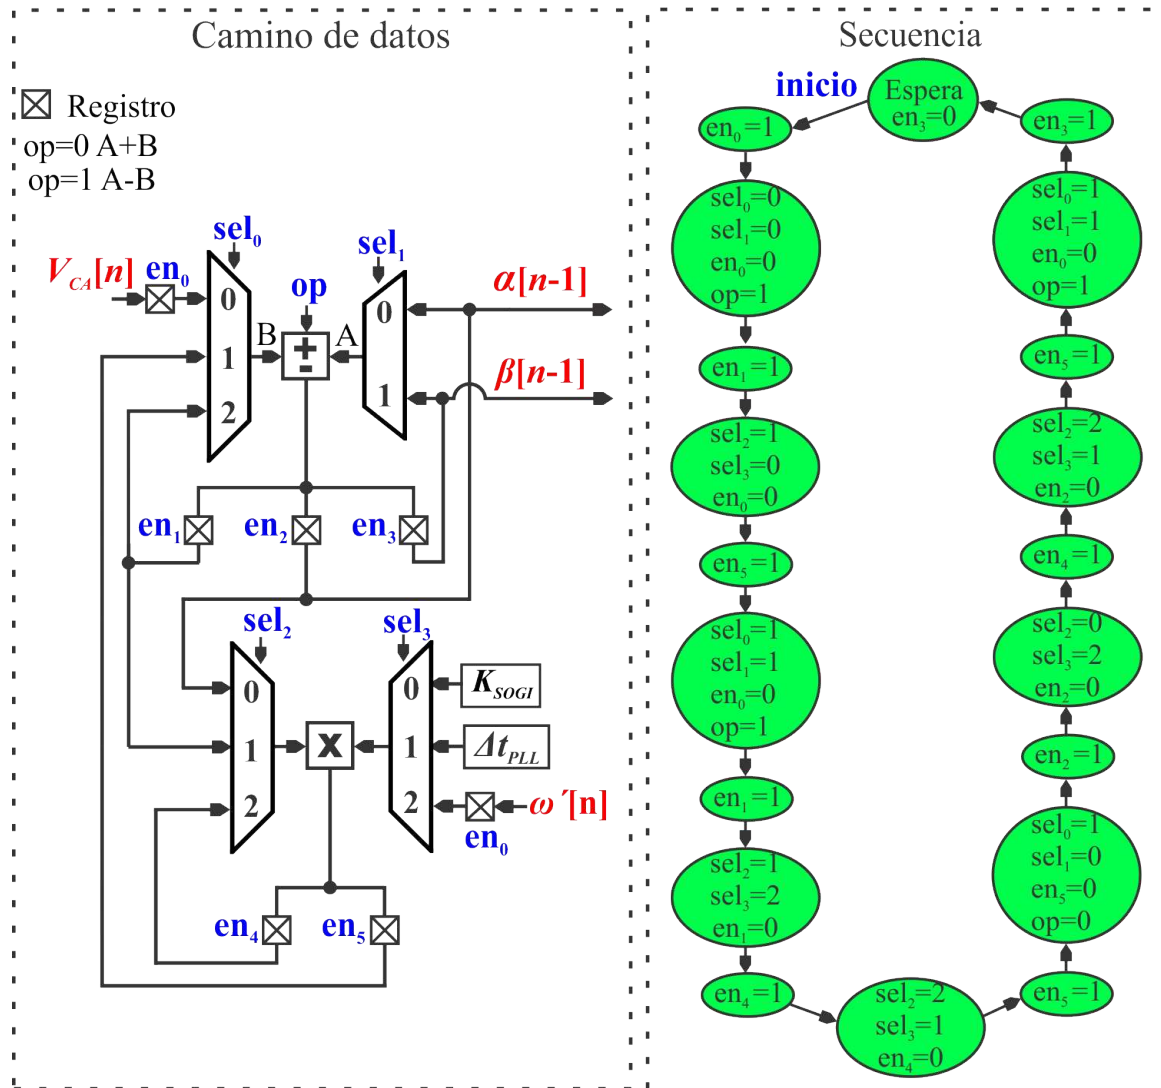 Camino de datos
Registro
op=0 A+B
op=1 A-B
sel₀
V_CA[n] en₀
0
1
2
B
op
+
-
A
sel₁
0
1
α[n-1]
β[n-1]
en₁
en₂
en₃
sel₂
0
1
2
X
sel₃
0
1
2
K_SOGI
Δt_PLL
ω´[n]
en₀
en₄
en₅
Secuencia
inicio
Espera
en₃=0
en₀=1
sel₀=0
sel₁=0
en₀=0
op=1
en₁=1
sel₂=1
sel₃=0
en₀=0
en₅=1
sel₀=1
sel₁=1
en₀=0
op=1
en₁=1
sel₂=1
sel₃=2
en₁=0
en₄=1
sel₂=2
sel₃=1
en₄=0
en₅=1
sel₀=1
sel₁=0
en₅=0
op=0
en₂=1
sel₂=0
sel₃=2
en₂=0
en₄=1
sel₂=2
sel₃=1
en₂=0
en₅=1
sel₀=1
sel₁=1
en₀=0
op=1
en₃=1